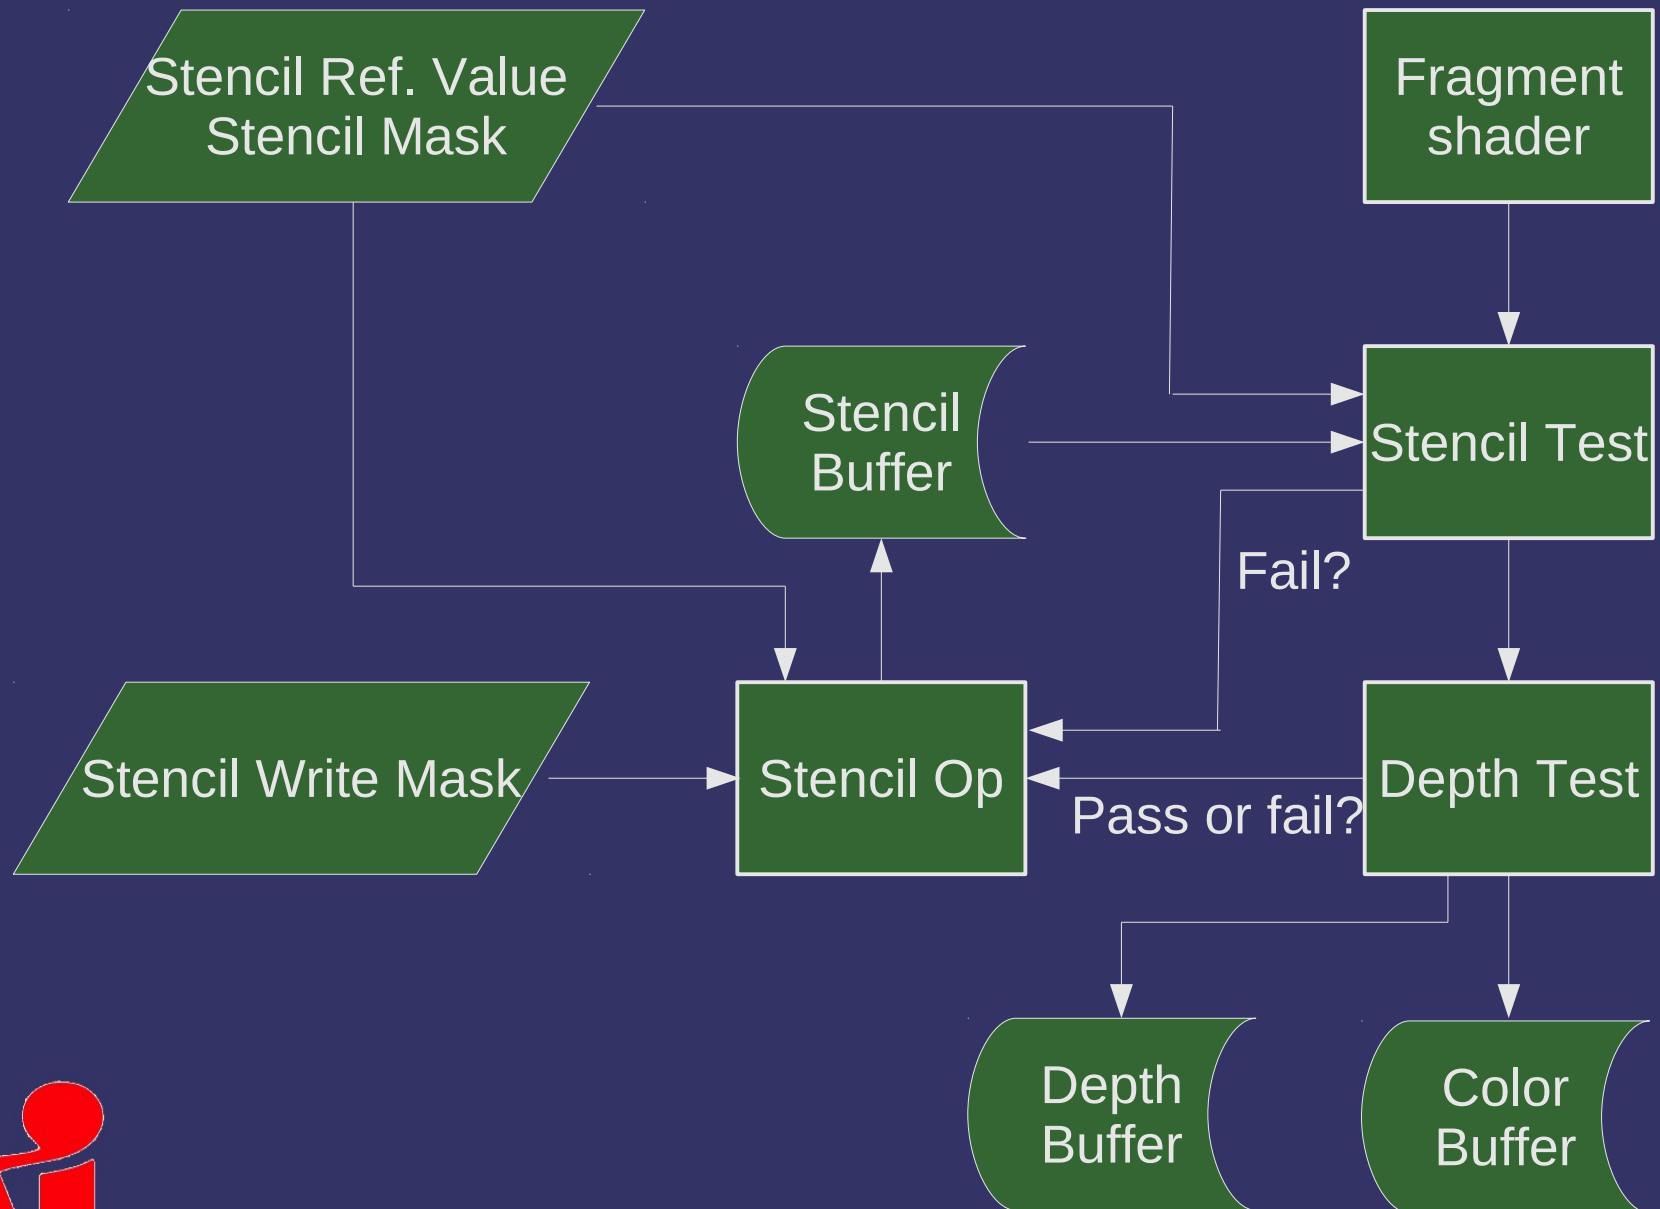 Stencil Ref. Value
Stencil Mask
Fragment
shader
Stencil
Buffer
Stencil Test
Fail?
Stencil Write Mask
Stencil Op
Depth Test
Pass or fail?
Depth
Buffer
Color
Buffer